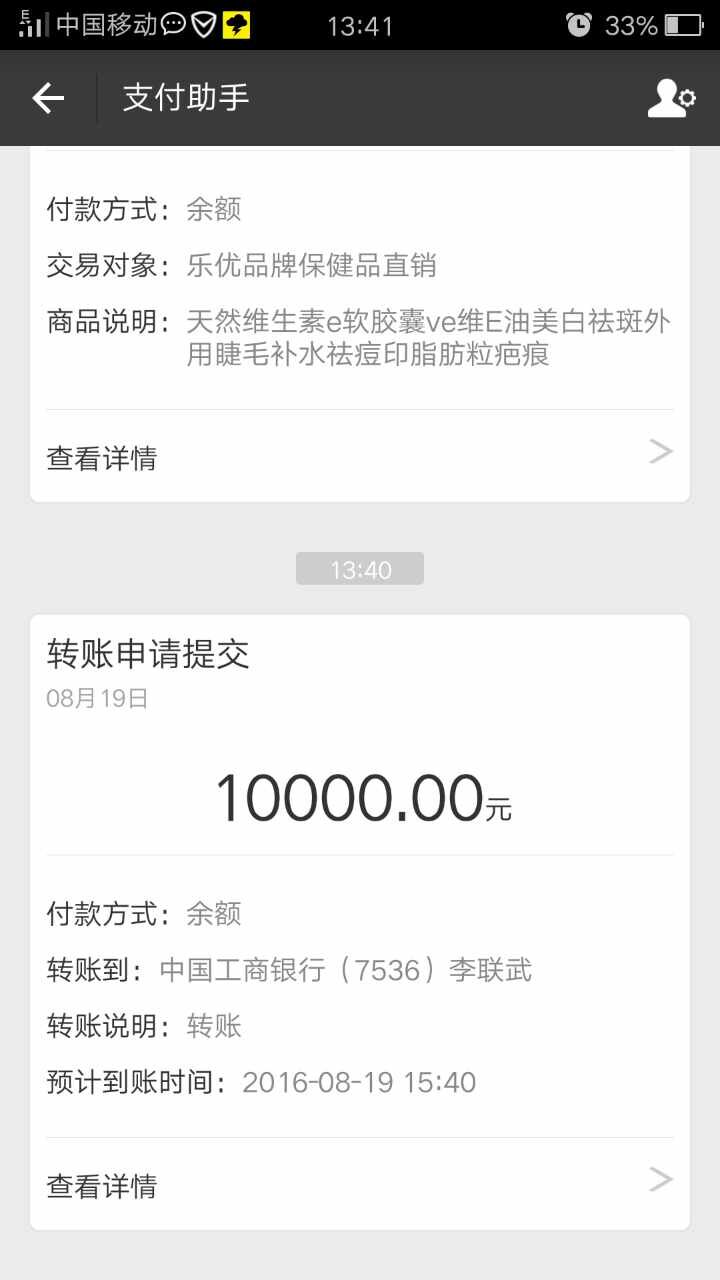 中国移动
13:41
33%
支付助手
付款方式：余额
交易对象：乐优品牌保健品直销
商品说明：天然维生素e软胶囊ve维E油美白祛斑外
用睫毛补水祛痘印脂肪粒疤痕
查看详情
13:40
转账申请提交
08月19日
10000.00元
付款方式：余额
转账到：中国工商银行（7536）李联武
转账说明：转账
预计到账时间：2016-08-19 15:40
查看详情